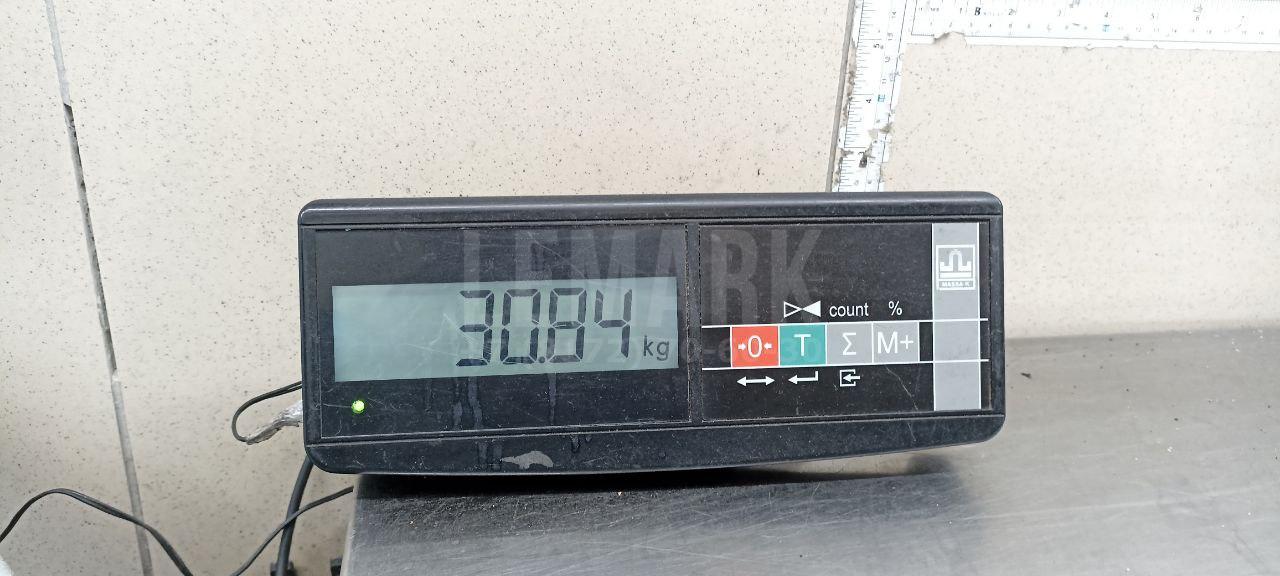 LEMARK
30.84 kg
count %
→0← T Σ M+
MASSA-K